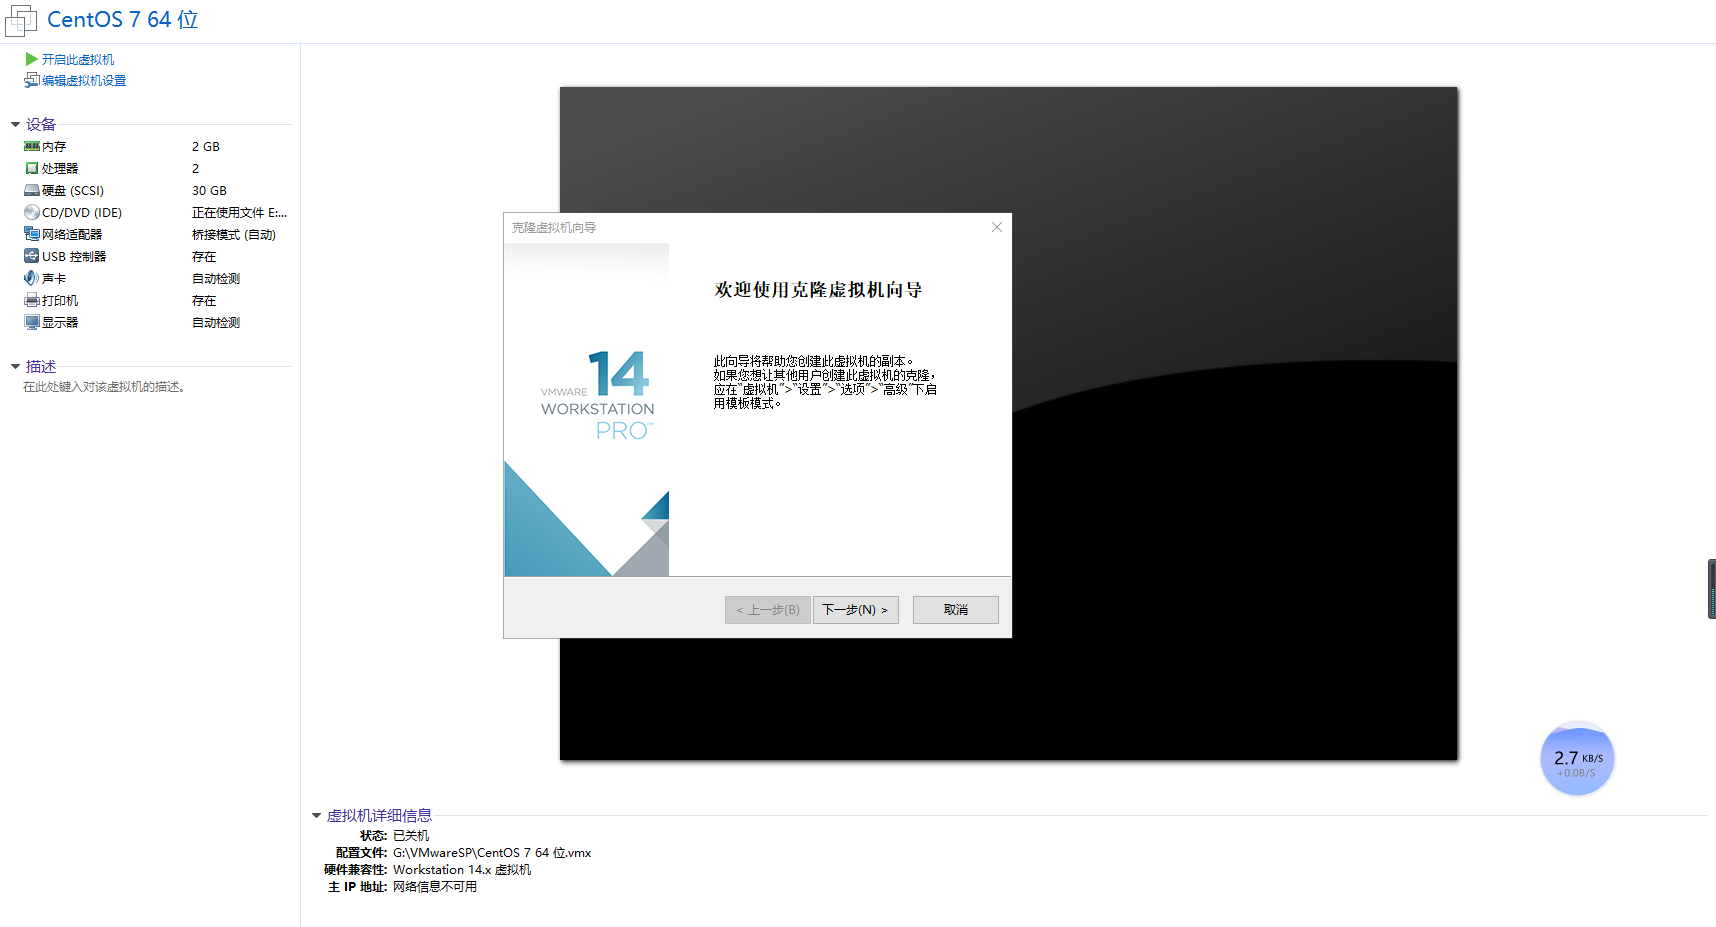 CentOS 7 64 位
开启此虚拟机
编辑虚拟机设置
设备
内存 2 GB
处理器 2
硬盘 (SCSI) 30 GB
CD/DVD (IDE) 正在使用文件 E:...
网络适配器 桥接模式 (自动)
USB 控制器 存在
声卡 自动检测
打印机 存在
显示器 自动检测
描述
在此处键入对该虚拟机的描述。
克隆虚拟机向导
14
VMWARE
WORKSTATION
PRO™
欢迎使用克隆虚拟机向导
此向导将帮助您创建此虚拟机的副本。
如果您想让其他用户创建此虚拟机的克隆，
应在"虚拟机">"设置">"选项">"高级"下启
用模板模式。
< 上一步(B)
下一步(N) >
取消
2.7 KB/S
+0.0B/S
虚拟机详细信息
状态: 已关机
配置文件: G:\VMwareSP\CentOS 7 64 位.vmx
硬件兼容性: Workstation 14.x 虚拟机
主 IP 地址: 网络信息不可用